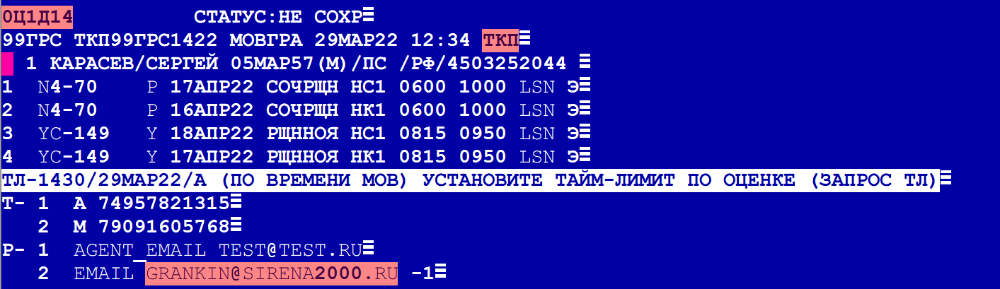 0Ц1Д14 СТАТУС:НЕ СОХР
99ГРС ТКП99ГРС1422 МОВГРА 29МАР22 12:34 ТКП
1 КАРАСЕВ/СЕРГЕЙ 05МАР57(М)/ПС /РФ/4503252044
1 N4-70 P 17АПР22 СОЧРЩН НС1 0600 1000 LSN Э
2 N4-70 P 16АПР22 СОЧРЩН НК1 0600 1000 LSN Э
3 YC-149 Y 18АПР22 РЩННОЯ НС1 0815 0950 LSN Э
4 YC-149 Y 17АПР22 РЩННОЯ НК1 0815 0950 LSN Э
ТЛ-1430/29МАР22/А (ПО ВРЕМЕНИ МОВ) УСТАНОВИТЕ ТАЙМ-ЛИМИТ ПО ОЦЕНКЕ (ЗАПРОС ТЛ)
Т- 1 А 74957821315
2 М 79091605768
Р- 1 AGENT_EMAIL TEST@TEST.RU
2 EMAIL GRANKIN@SIRENA2000.RU -1